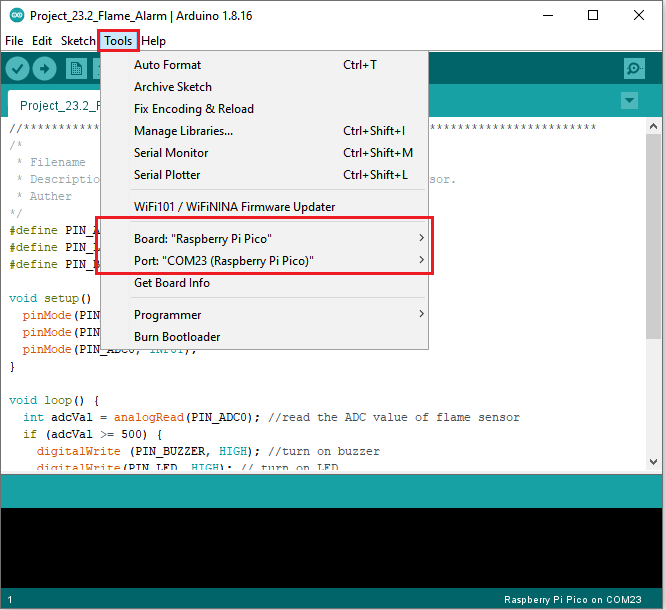 Project_23.2_Flame_Alarm | Arduino 1.8.16
File Edit Sketch Tools Help
Project_23.2_F
Auto Format Ctrl+T
Archive Sketch
Fix Encoding & Reload
Manage Libraries... Ctrl+Shift+I
Serial Monitor Ctrl+Shift+M
Serial Plotter Ctrl+Shift+L
WiFi101 / WiFiNINA Firmware Updater
Board: "Raspberry Pi Pico"
Port: "COM23 (Raspberry Pi Pico)"
Get Board Info
Programmer
Burn Bootloader
/*
* Filename
* Descriptio sor.
* Auther
*/
#define PIN_A
#define PIN_L
#define PIN_B
void setup()
pinMode(PIN
pinMode(PIN
pinMode(PIN_ADC0, INPUT);
}
void loop() {
int adcVal = analogRead(PIN_ADC0); //read the ADC value of flame sensor
if (adcVal >= 500) {
digitalWrite (PIN_BUZZER, HIGH); //turn on buzzer
digitalWrite(PIN_LED, HIGH); // turn on LED
1
Raspberry Pi Pico on COM23